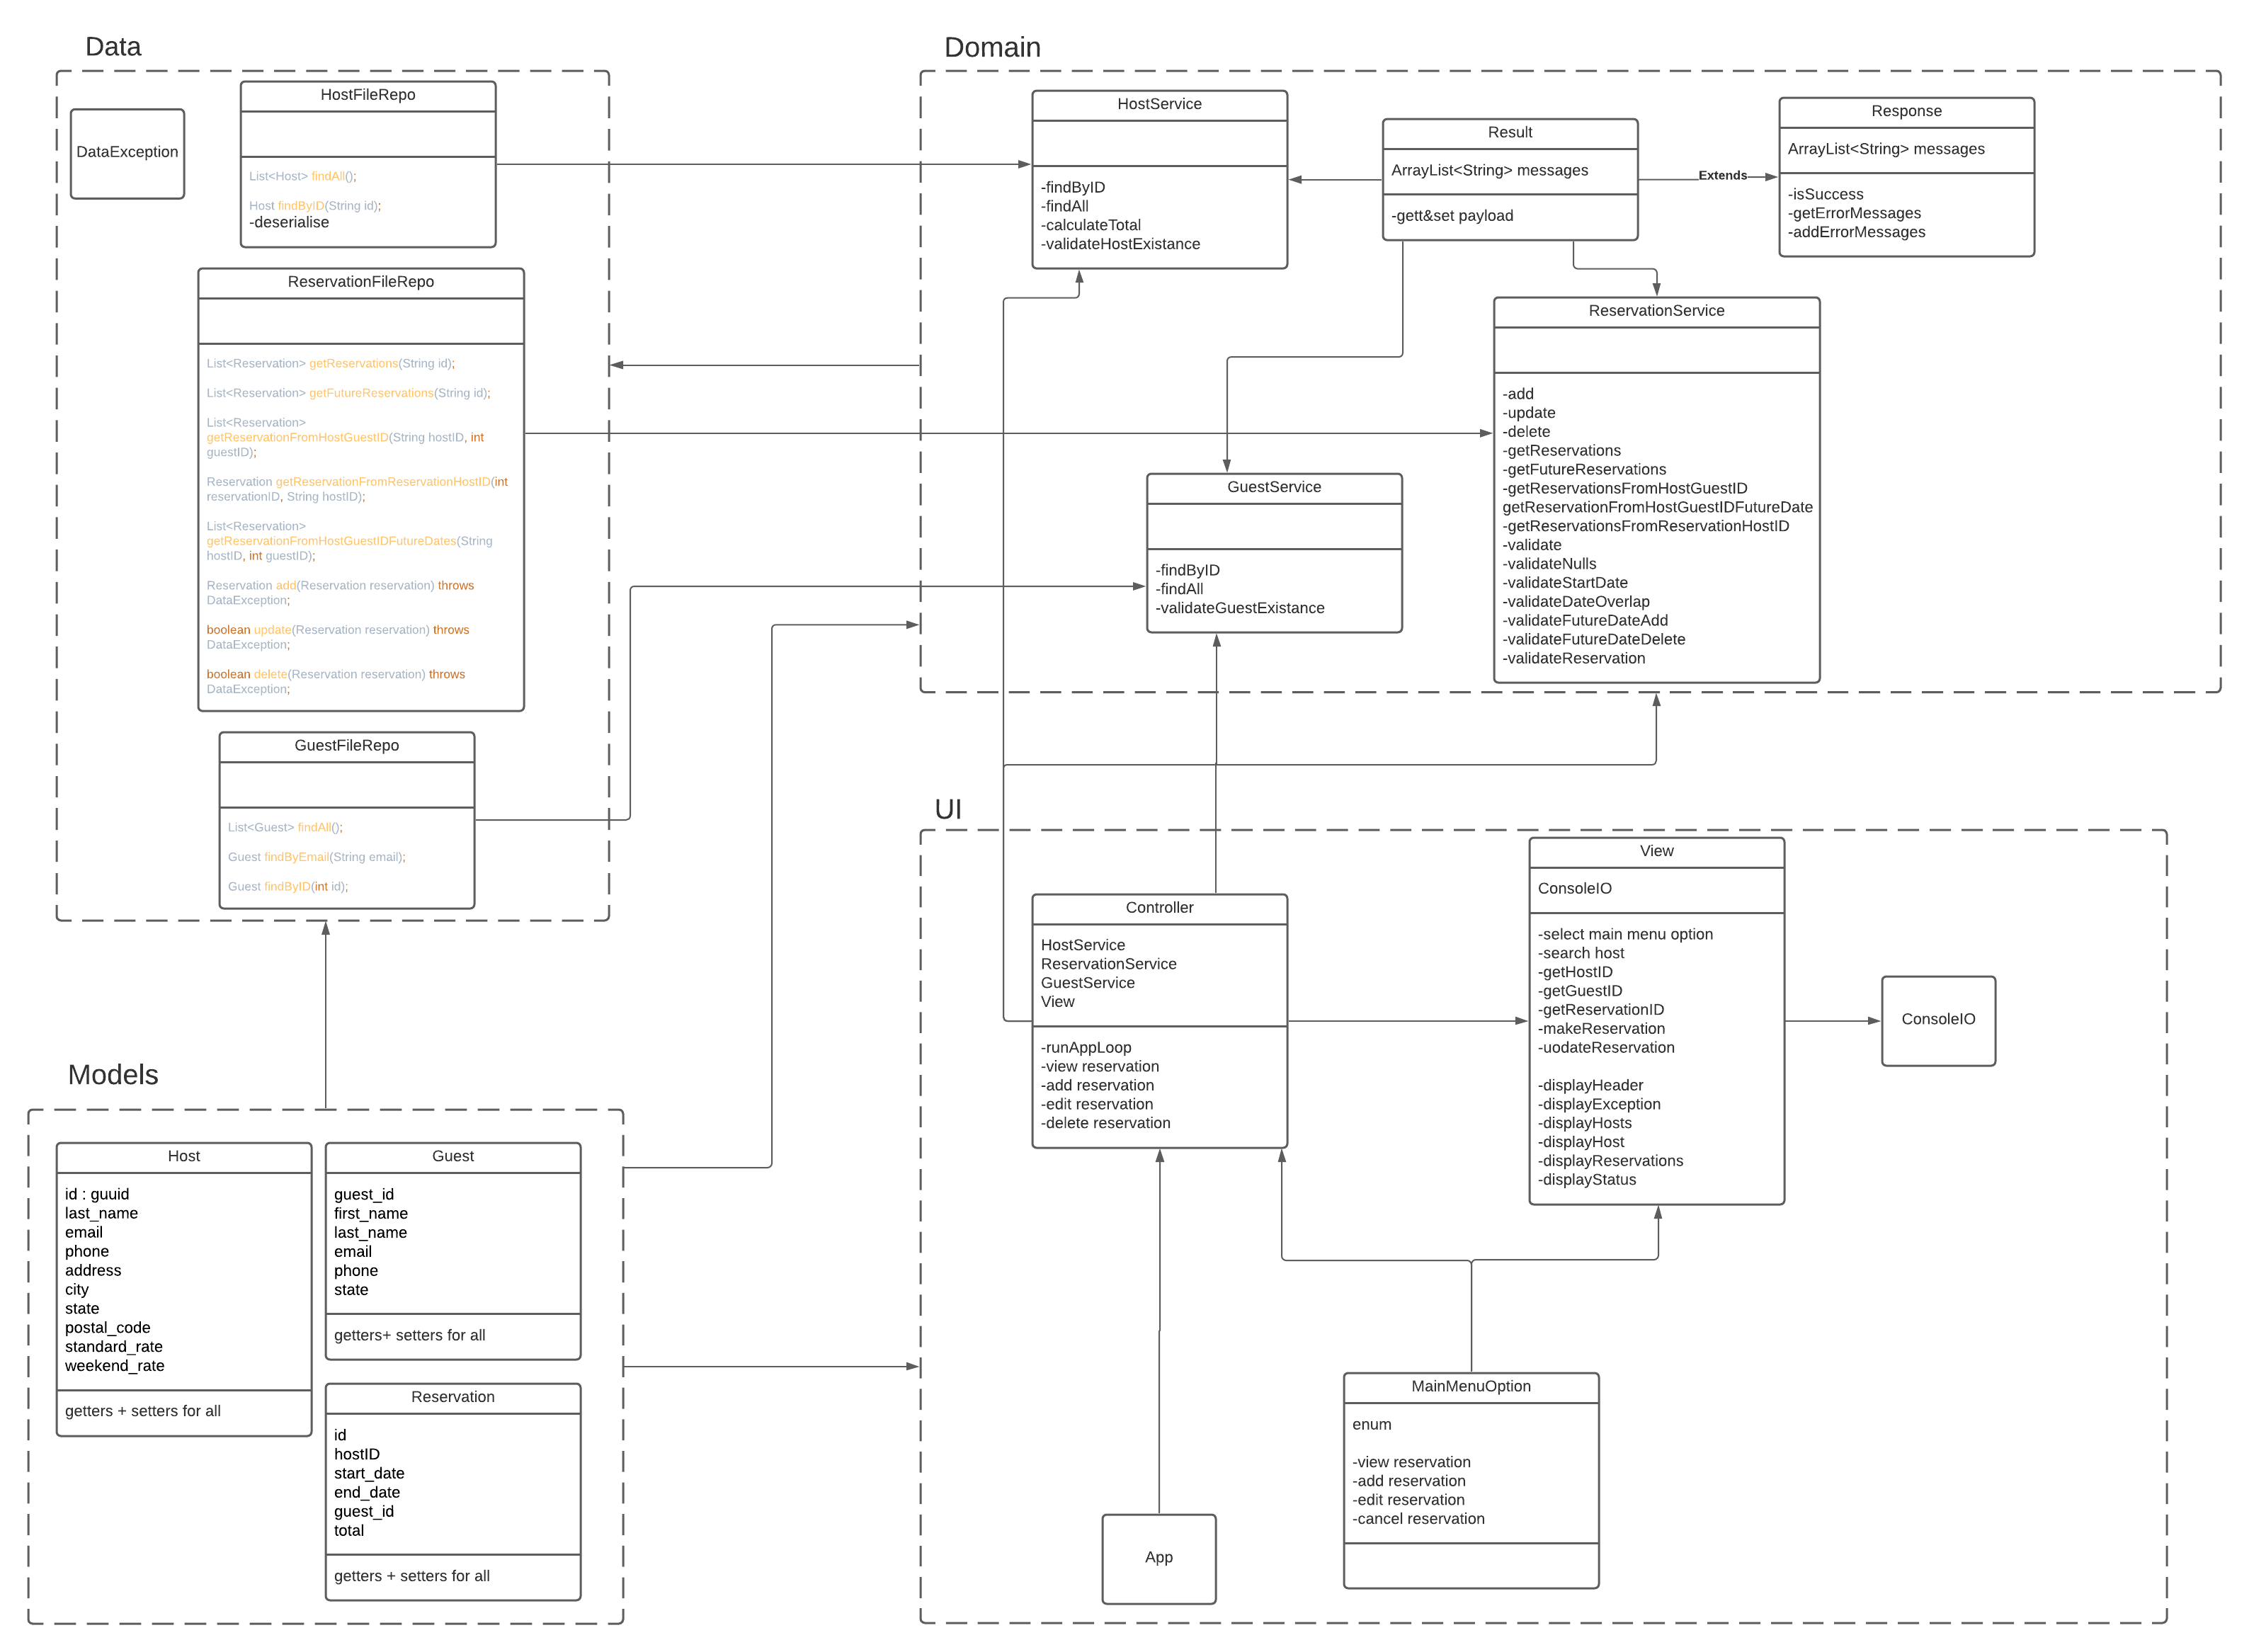 Data
DataException
HostFileRepo
List<Host> findAll();
Host findByID(String id);
-deserialise
ReservationFileRepo
List<Reservation> getReservations(String id);
List<Reservation> getFutureReservations(String id);
List<Reservation>
getReservationFromHostGuestID(String hostID, int
guestID);
Reservation getReservationFromReservationHostID(int
reservationID, String hostID);
List<Reservation>
getReservationFromHostGuestIDFutureDates(String
hostID, int guestID);
Reservation add(Reservation reservation) throws
DataException;
boolean update(Reservation reservation) throws
DataException;
boolean delete(Reservation reservation) throws
DataException;
GuestFileRepo
List<Guest> findAll();
Guest findByEmail(String email);
Guest findByID(int id);
Domain
HostService
-findByID
-findAll
-calculateTotal
-validateHostExistance
Result
ArrayList<String> messages
-gett&set payload
Extends
Response
ArrayList<String> messages
-isSuccess
-getErrorMessages
-addErrorMessages
ReservationService
-add
-update
-delete
-getReservations
-getFutureReservations
-getReservationsFromHostGuestID
getReservationFromHostGuestIDFutureDate
-getReservationsFromReservationHostID
-validate
-validateNulls
-validateStartDate
-validateDateOverlap
-validateFutureDateAdd
-validateFutureDateDelete
-validateReservation
GuestService
-findByID
-findAll
-validateGuestExistance
UI
Controller
HostService
ReservationService
GuestService
View
-runAppLoop
-view reservation
-add reservation
-edit reservation
-delete reservation
View
ConsoleIO
-select main menu option
-search host
-getHostID
-getGuestID
-getReservationID
-makeReservation
-uodateReservation
-displayHeader
-displayException
-displayHosts
-displayHost
-displayReservations
-displayStatus
ConsoleIO
MainMenuOption
enum
-view reservation
-add reservation
-edit reservation
-cancel reservation
App
Models
Host
id : guuid
last_name
email
phone
address
city
state
postal_code
standard_rate
weekend_rate
getters + setters for all
Guest
guest_id
first_name
last_name
email
phone
state
getters+ setters for all
Reservation
id
hostID
start_date
end_date
guest_id
total
getters + setters for all